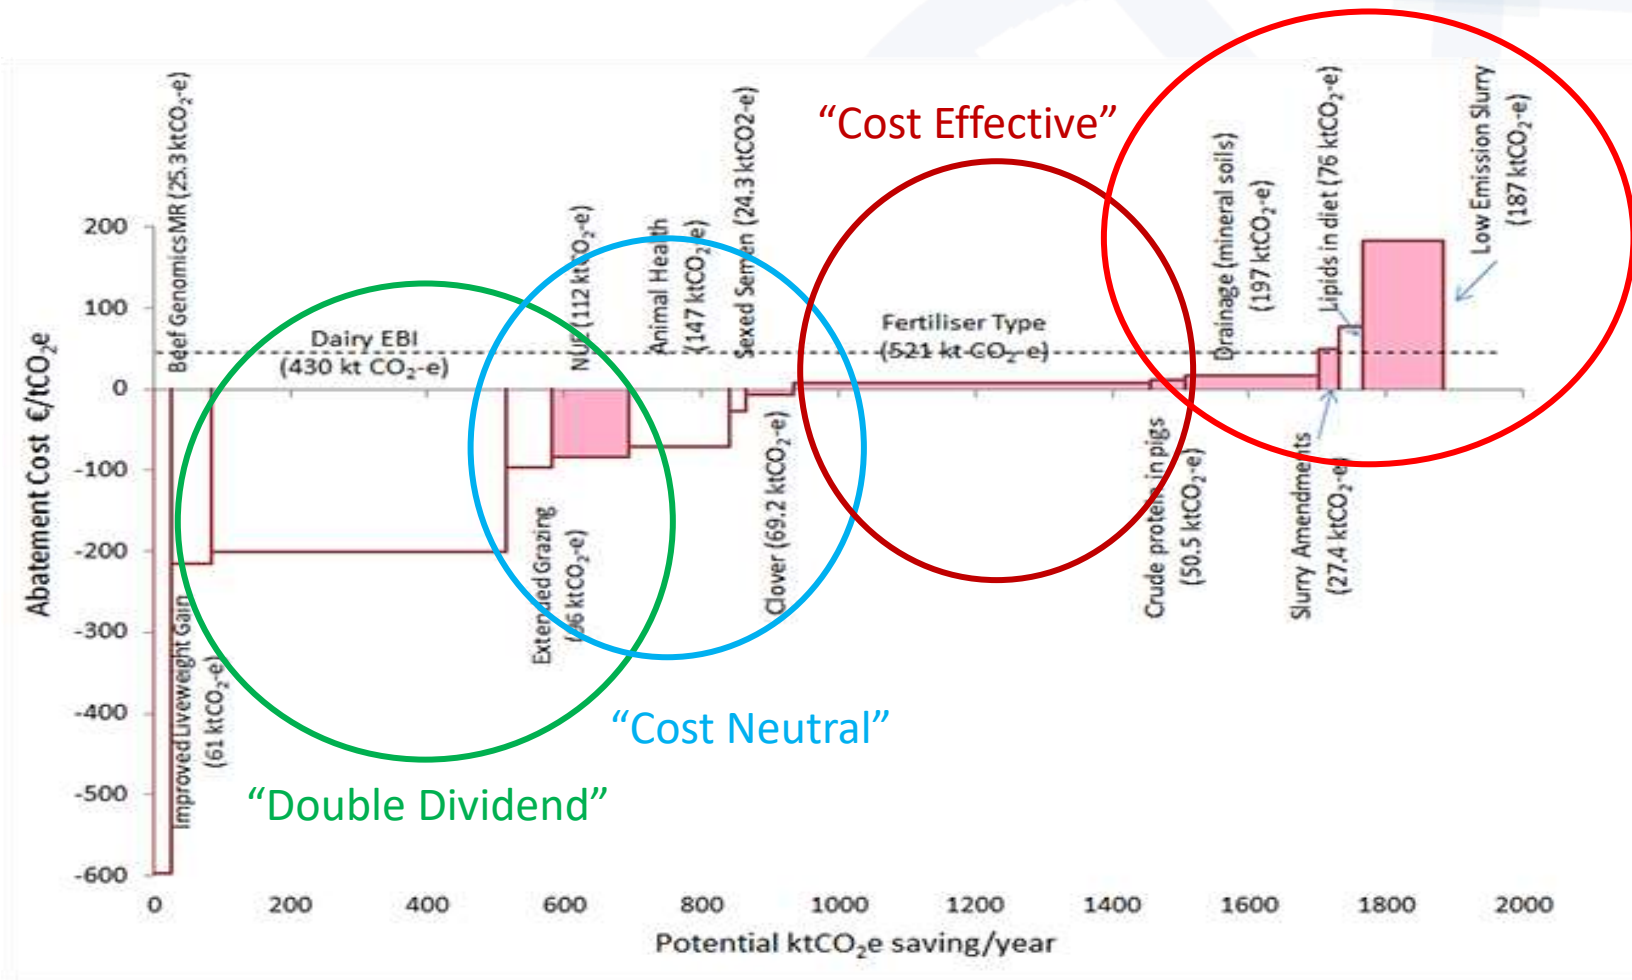 “Cost Effective”
Beef Genomics MR (25.3 ktCO₂-e)
Improved Liveweight Gain
(61 ktCO₂-e)
Dairy EBI
(430 kt CO₂-e)
Extended Grazing
(96 ktCO₂-e)
NUE (112 ktCO₂-e)
Animal Health
(147 ktCO₂-e)
Sexed Semen (24.3 ktCO2-e)
Clover (69.2 ktCO₂-e)
Fertiliser Type
(521 kt CO₂-e)
Crude protein in pigs
(50.5 ktCO₂-e)
Drainage (mineral soils)
(197 ktCO₂-e)
Slurry Amendments
(27.4 ktCO₂-e)
Lipids in diet (76 ktCO₂-e)
Low Emission Slurry
(187 ktCO₂-e)
“Cost Neutral”
“Double Dividend”
Abatement Cost €/tCO₂e
200
100
0
-100
-200
-300
-400
-500
-600
0 200 400 600 800 1000 1200 1400 1600 1800 2000
Potential ktCO₂e saving/year